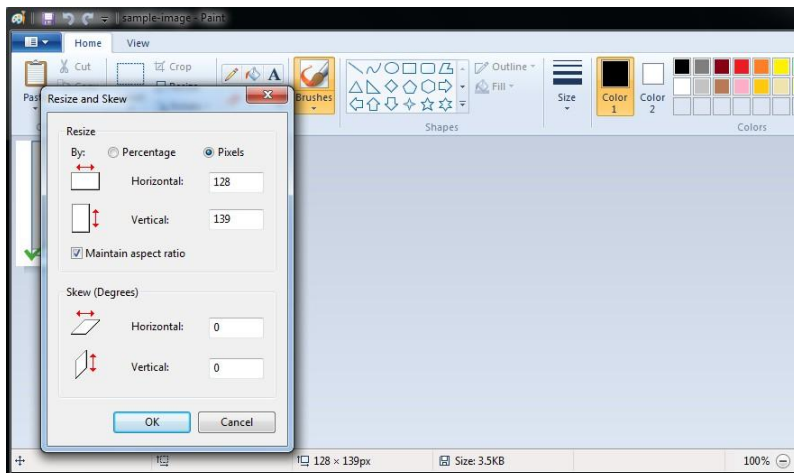 sample-image - Paint
Home View
Cut
Crop
Brushes
Outline
Fill
Size
Color 1
Color 2
Shapes
Colors
Resize and Skew
Resize
By: Percentage Pixels
Horizontal: 128
Vertical: 139
Maintain aspect ratio
Skew (Degrees)
Horizontal: 0
Vertical: 0
OK Cancel
128 × 139px Size: 3.5KB 100%